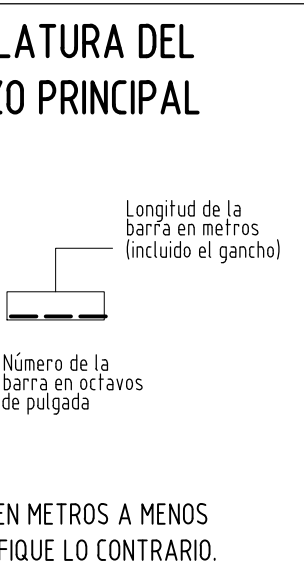 LATURA DEL
O PRINCIPAL
Longitud de la
barra en metros
(incluido el gancho)
Número de la
barra en octavos
de pulgada
EN METROS A MENOS
FIQUE LO CONTRARIO.